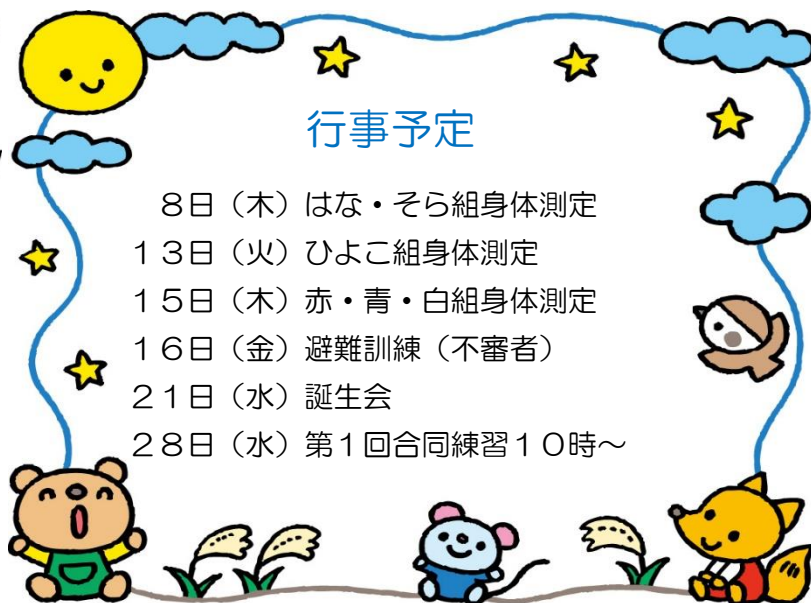 行事予定
８日（木）はな・そら組身体測定
１３日（火）ひよこ組身体測定
１５日（木）赤・青・白組身体測定
１６日（金）避難訓練（不審者）
２１日（水）誕生会
２８日（水）第１回合同練習１０時～